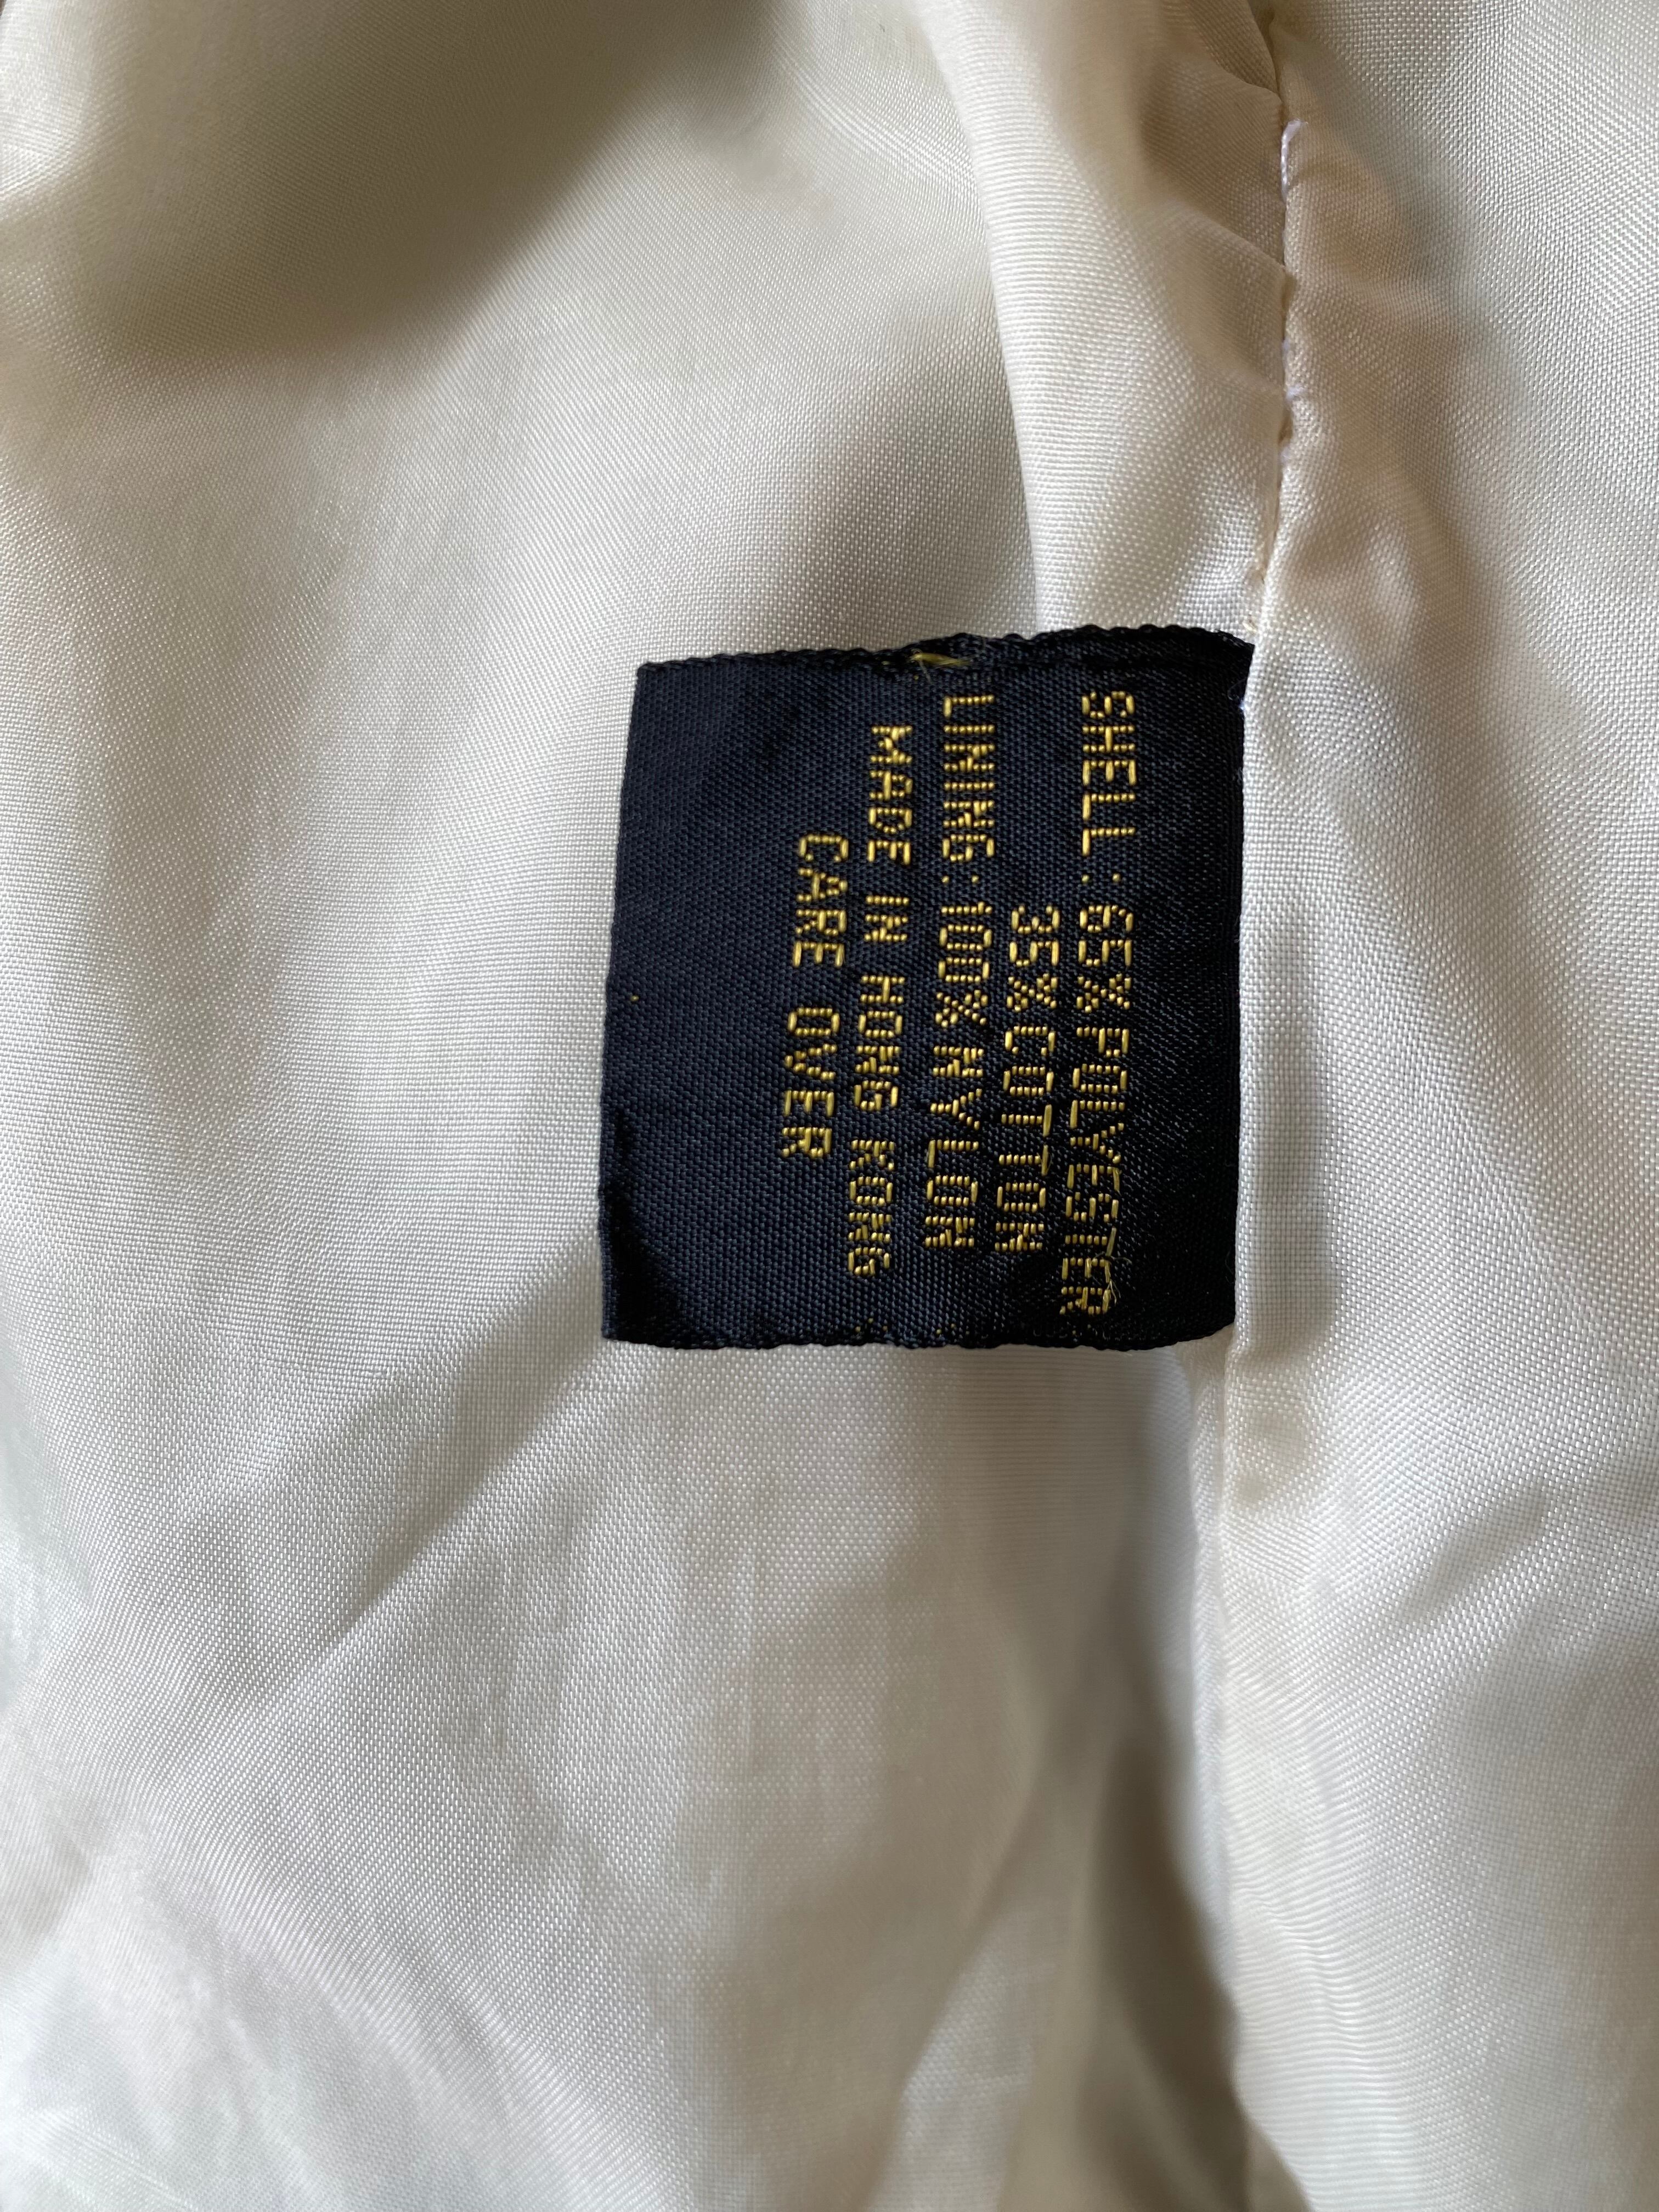 SHELL:65%POLYESTER
35%COTTON
LINING:100%NYLON
MADE IN HONG KONG
CARE OVER